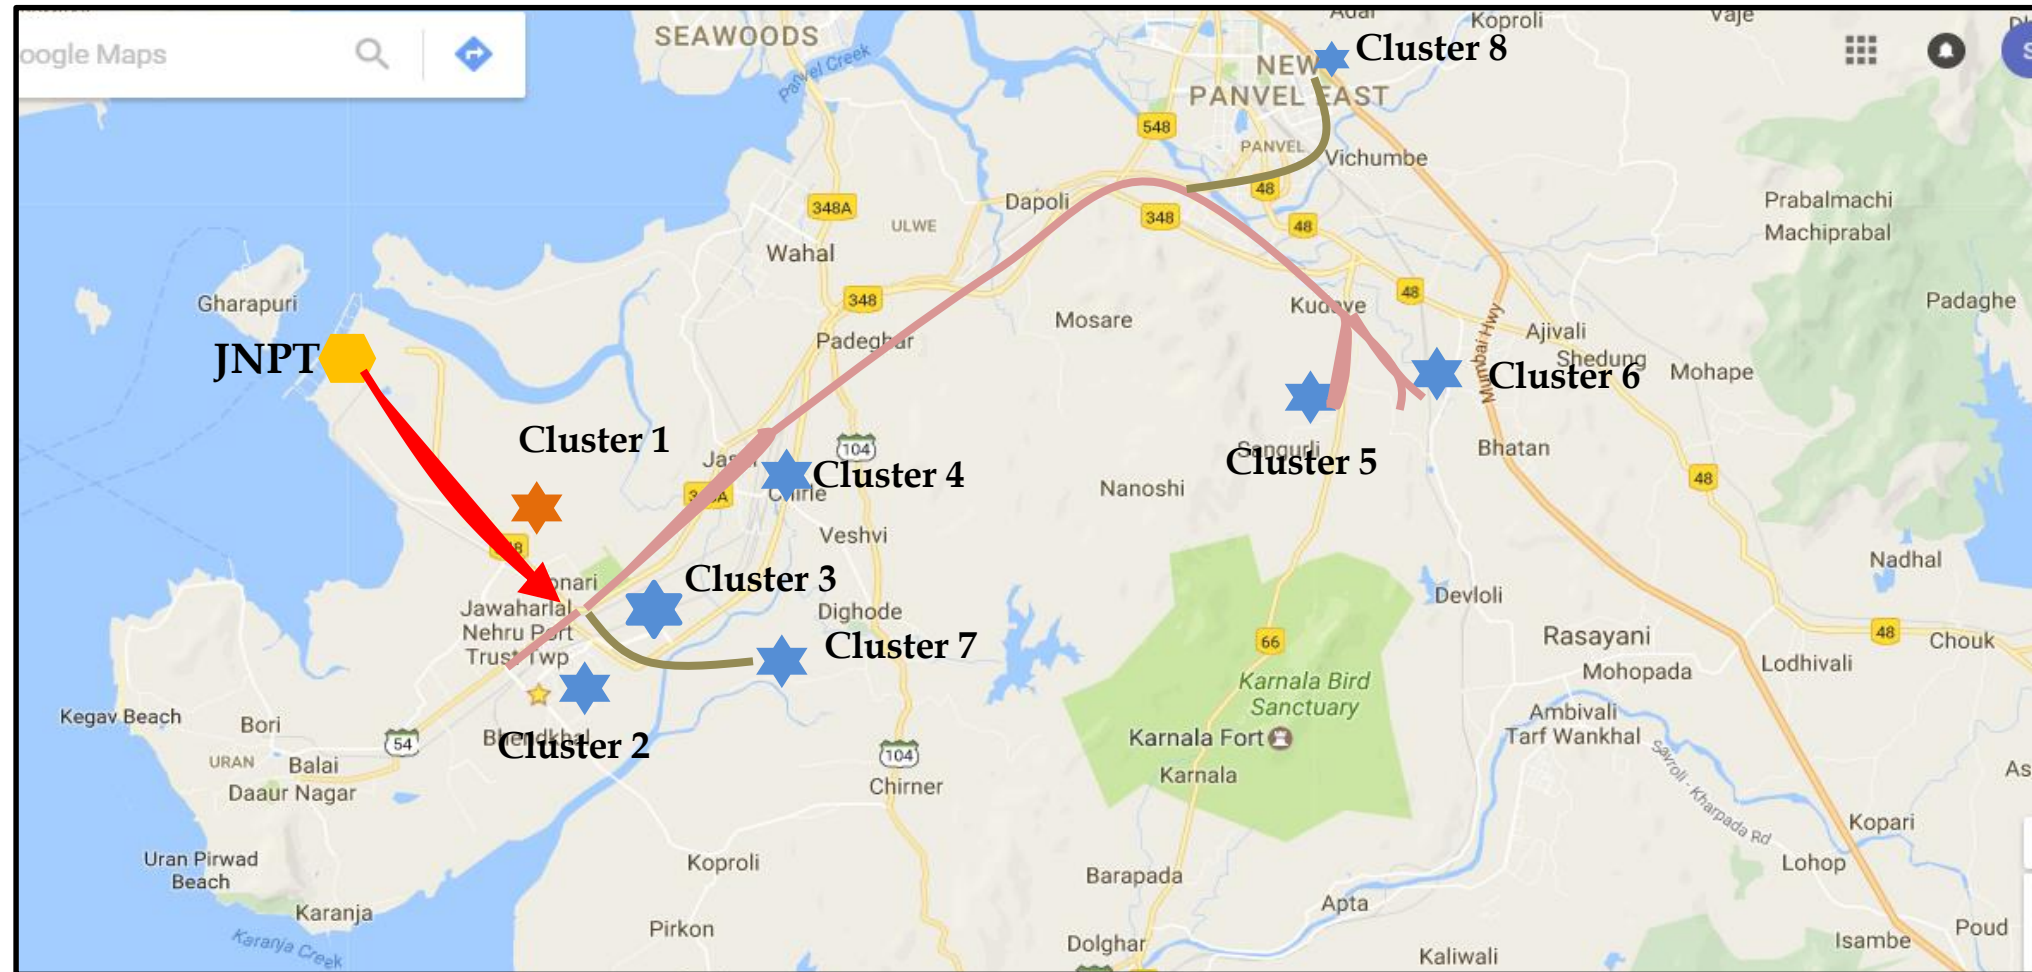 oogle Maps
SEAWOODS
Panvel Creek
Koproli
Vaje
Cluster 8
NEW
PANVEL EAST
548
PANVEL
Vichumbe
48
Dapoli
348A
ULWE
348
48
Prabalmachi
Machiprabal
Wahal
Gharapuri
348
48
Kudave
Padaghe
Mosare
Ajivali
Padeghar
Mumbai Hwy
Shedung
Mohape
JNPT
Cluster 6
Cluster 1
104
Sangurli
Cluster 5
Bhatan
Cluster 4
Chirle
48
Nanoshi
Veshvi
Nadhal
Cluster 3
Devloli
Jawaharlal
Nehru Port
Trust Twp
Dighode
66
Rasayani
48
Chouk
Cluster 7
Mohopada
Lodhivali
Karnala Bird
Sanctuary
Kegav Beach
Bori
54
Bhendkhal
Cluster 2
Karnala Fort
Ambivali
Tarf Wankhal
URAN
Balai
104
Karnala
Savroli - Kharpada Rd
As
Daaur Nagar
Chirner
Kopari
Uran Pirwad
Beach
Koproli
Barapada
Lohop
Karanja
Apta
Pirkon
Dolghar
Poud
Isambe
Karanja Creek
Kaliwali